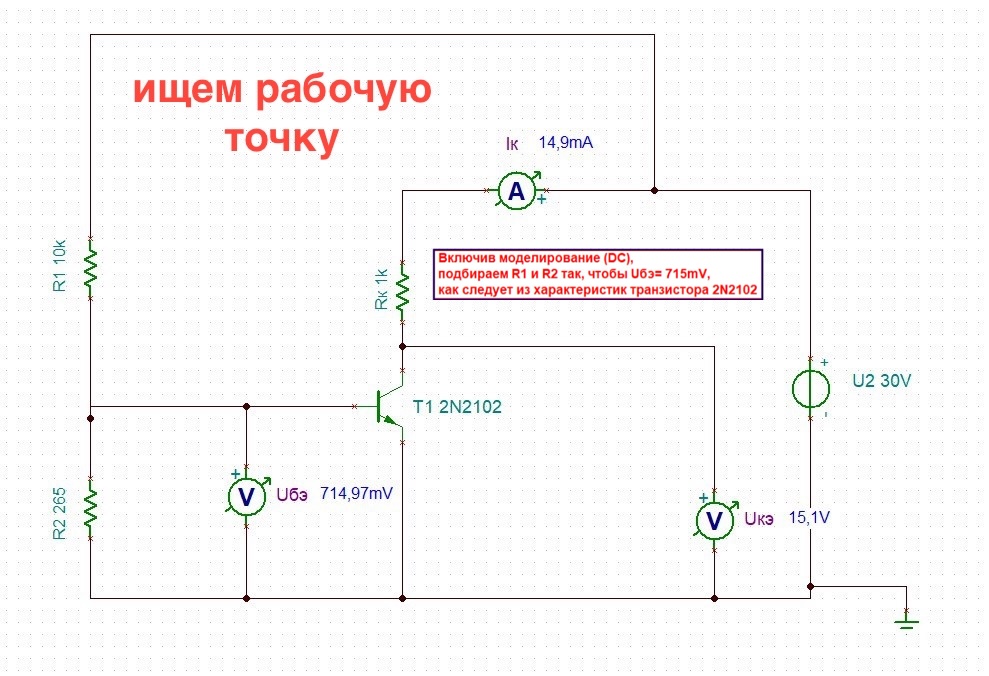 ищем рабочую
точку
Iк 14,9mA
A
+
R1 10k
Rк 1k
Включив моделирование (DC),
подбираем R1 и R2 так, чтобы Uбэ= 715mV,
как следует из характеристик транзистора 2N2102
+
U2 30V
-
T1 2N2102
+
V
Uбэ 714,97mV
R2 265
+
V
Uкэ 15,1V